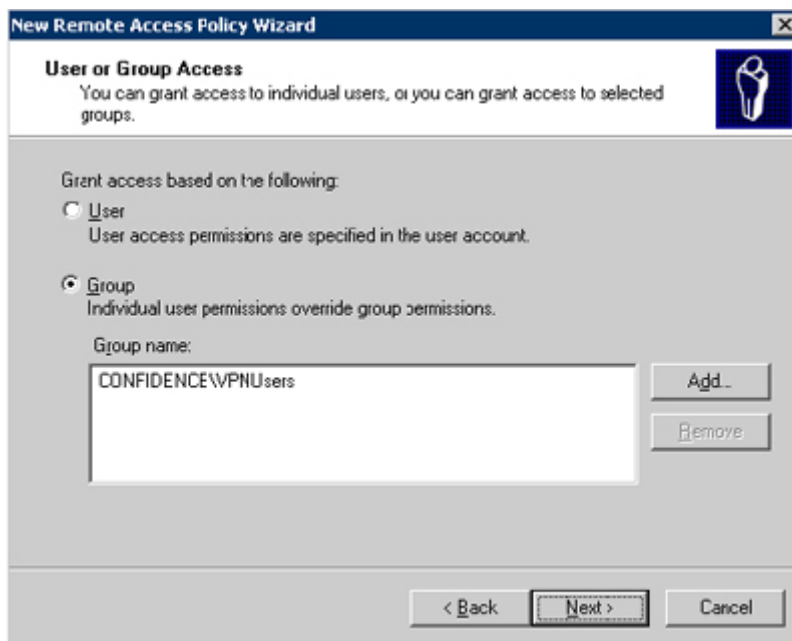 New Remote Access Policy Wizard
User or Group Access
You can grant access to individual users, or you can grant access to selected
groups.
Grant access based on the following:
User
User access permissions are specified in the user account.
Group
Individual user permissions override group permissions.
Group name:
CONFIDENCE\VPNUsers
Add...
Remove
< Back
Next >
Cancel